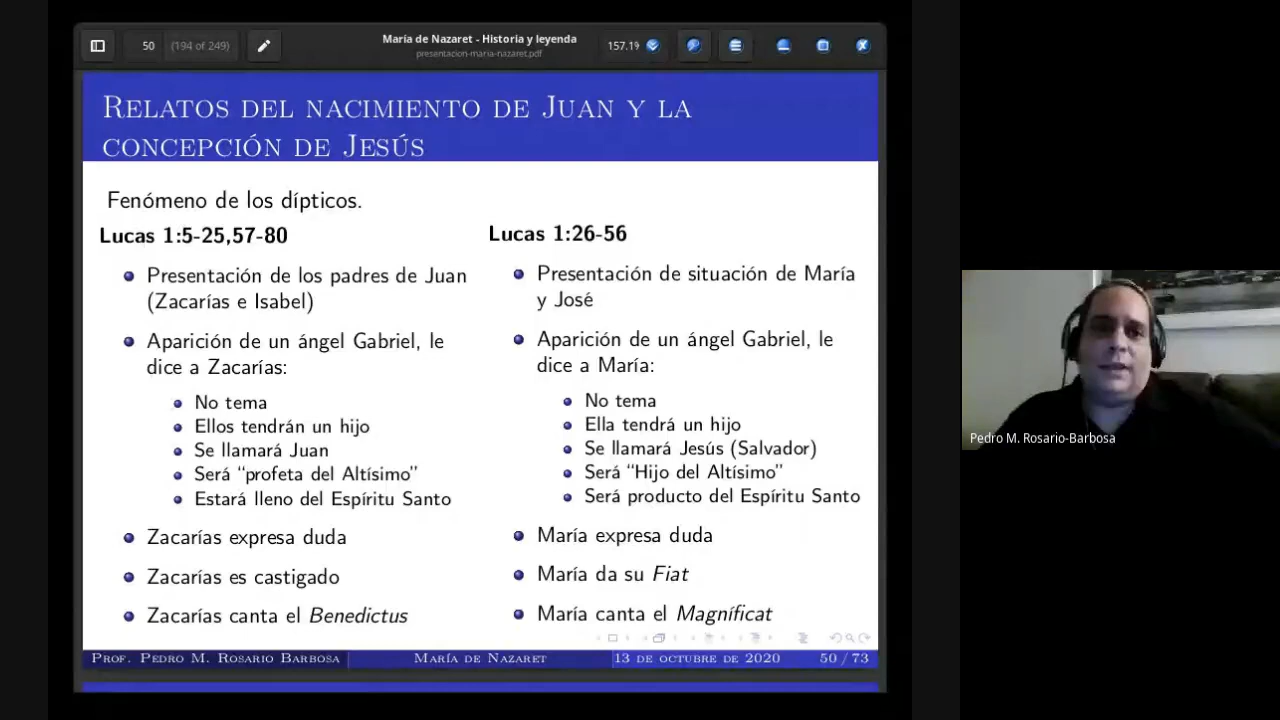 50 (194 of 249)
María de Nazaret - Historia y leyenda
presentacion-maria-nazaret.pdf
RELATOS DEL NACIMIENTO DE JUAN Y LA
CONCEPCIÓN DE JESÚS
Fenómeno de los dípticos.
Lucas 1:5-25,57-80
Presentación de los padres de Juan
(Zacarías e Isabel)
Aparición de un ángel Gabriel, le
dice a Zacarías:
No tema
Ellos tendrán un hijo
Se llamará Juan
Será “profeta del Altísimo”
Estará lleno del Espíritu Santo
Zacarías expresa duda
Zacarías es castigado
Zacarías canta el Benedictus
Lucas 1:26-56
Presentación de situación de María
y José
Aparición de un ángel Gabriel, le
dice a María:
No tema
Ella tendrá un hijo
Se llamará Jesús (Salvador)
Será “Hijo del Altísimo”
Será producto del Espíritu Santo
María expresa duda
María da su Fiat
María canta el Magníficat
PROF. PEDRO M. ROSARIO BARBOSA
MARÍA DE NAZARET
13 DE OCTUBRE DE 2020
50 / 73
Pedro M. Rosario-Barbosa